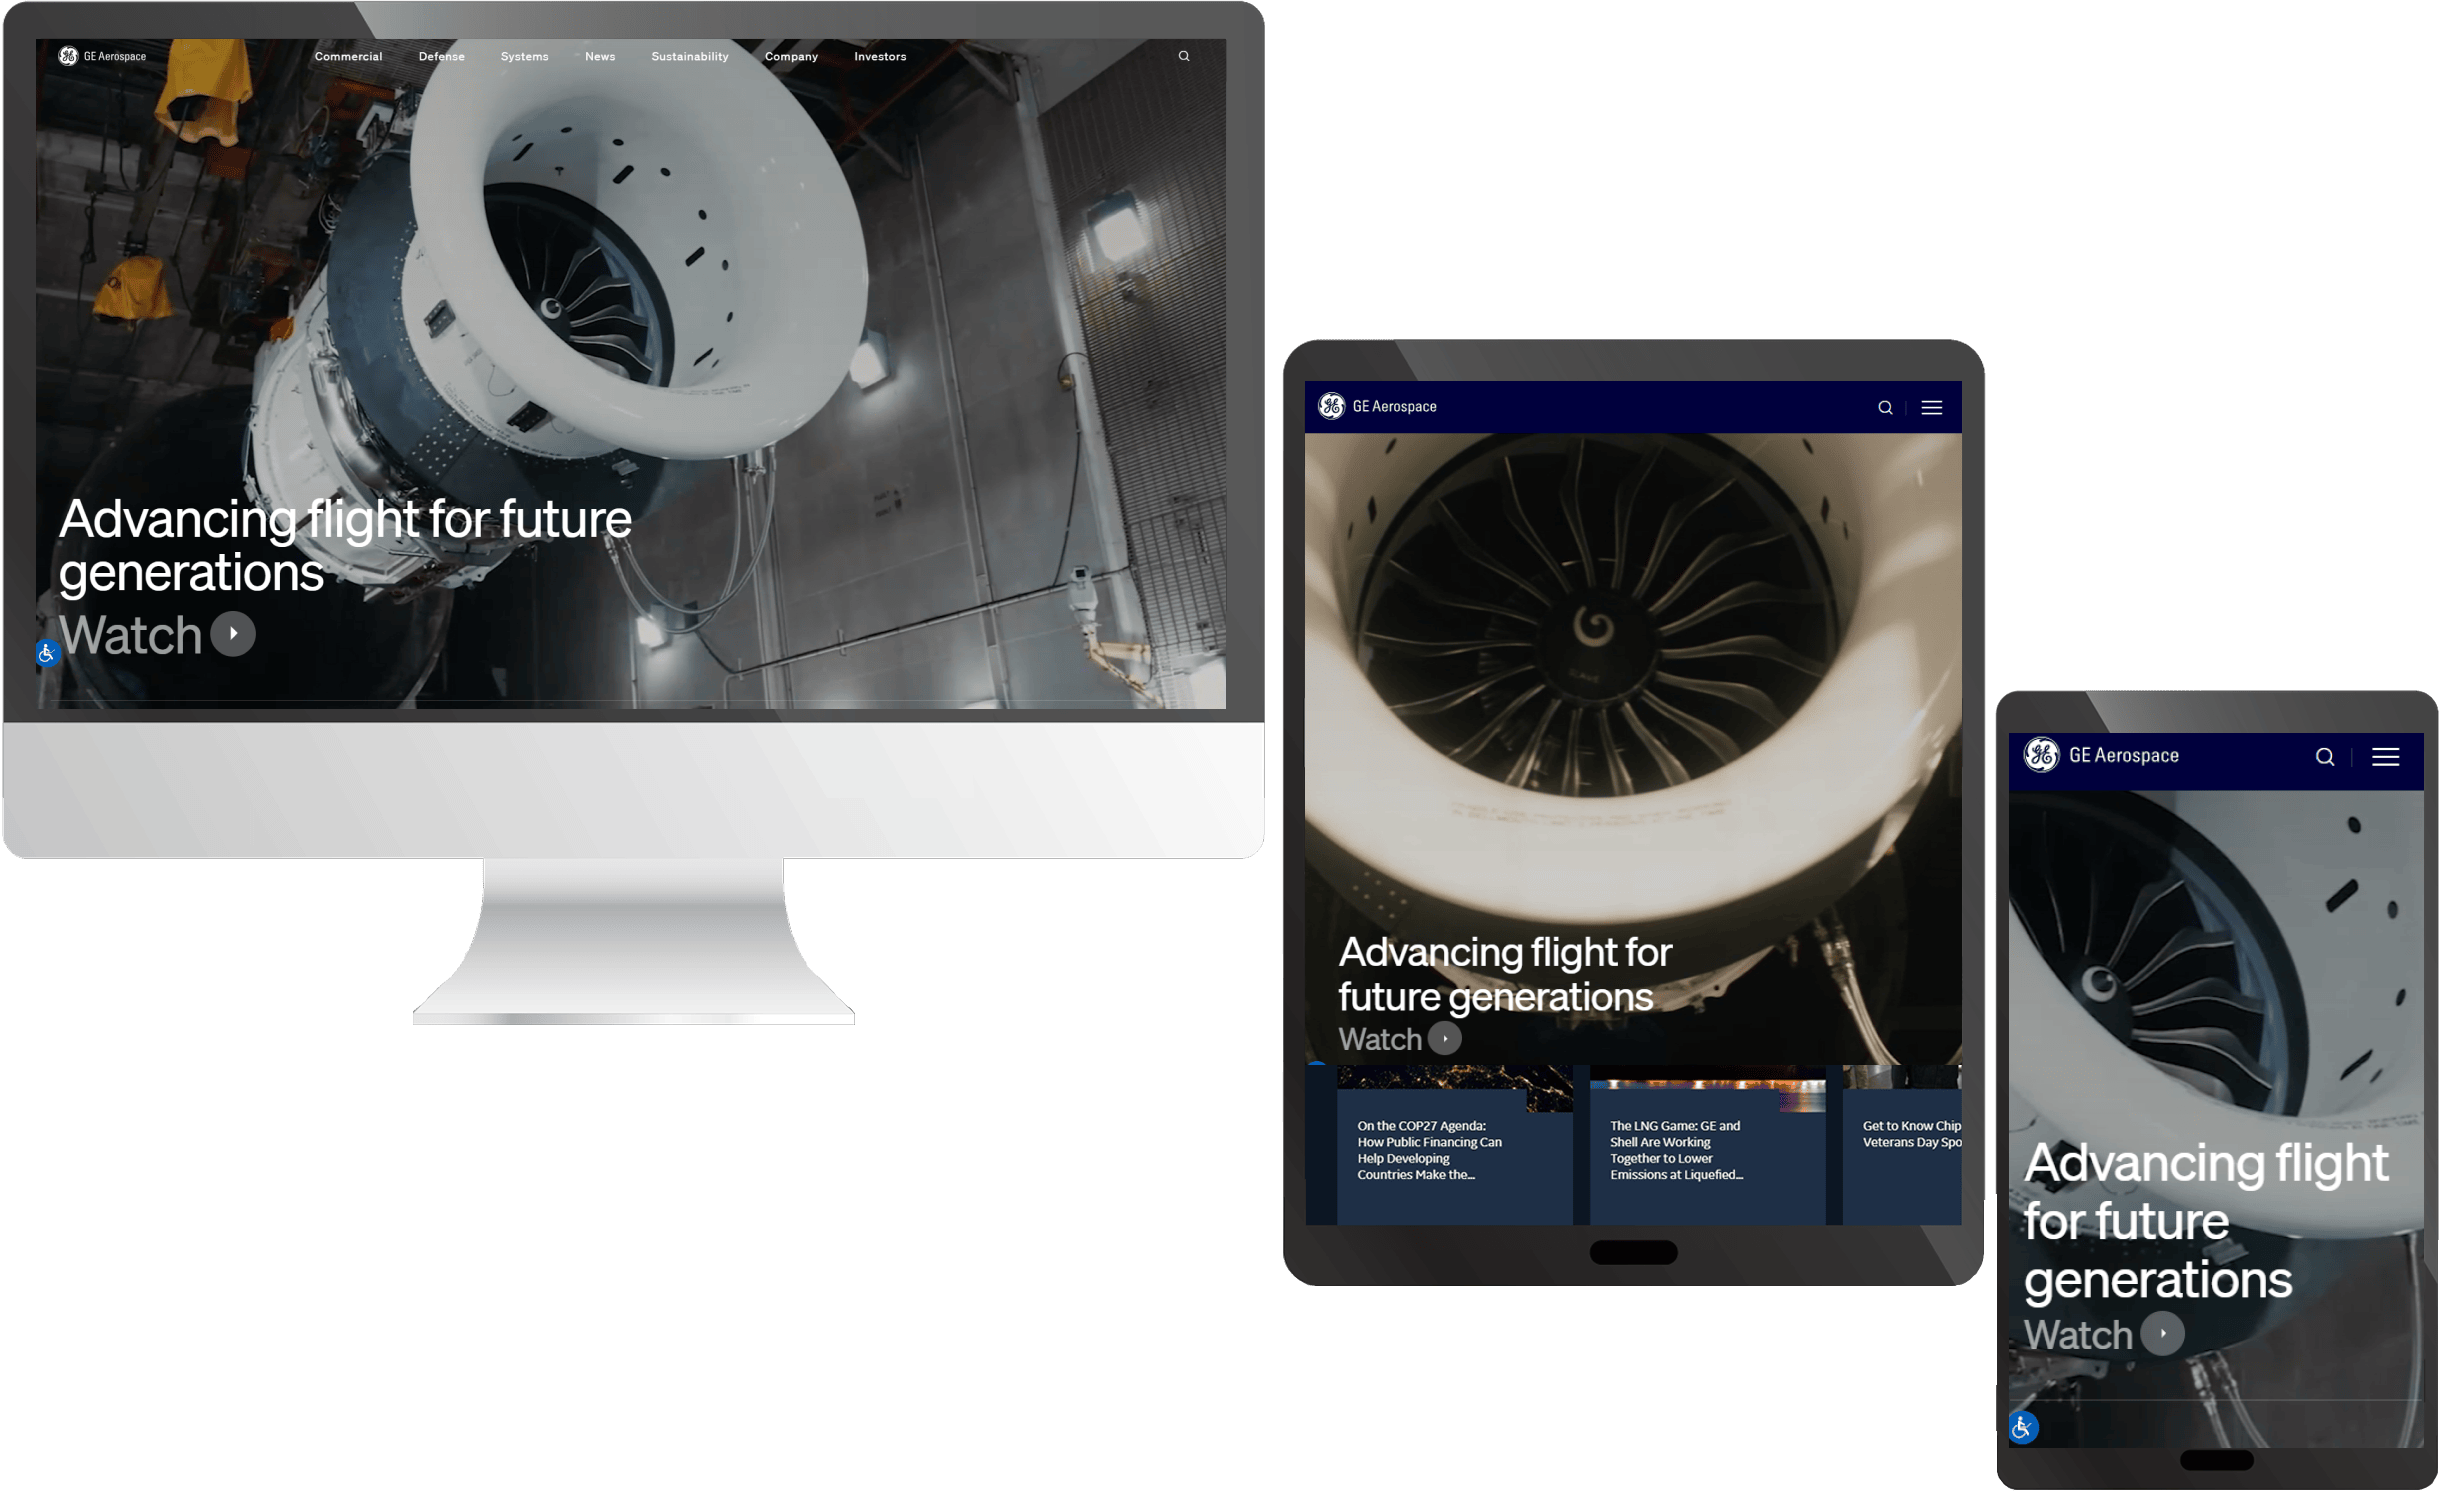 GE Aerospace
Commercial Defense Systems News Sustainability Company Investors
Advancing flight for future
generations
Watch
GE Aerospace
Advancing flight for
future generations
Watch
On the COP27 Agenda:
How Public Financing Can
Help Developing
Countries Make the...
The LNG Game: GE and
Shell Are Working
Together to Lower
Emissions at Liquefied...
Get to Know Chip
Veterans Day Spo
GE Aerospace
Advancing flight
for future
generations
Watch